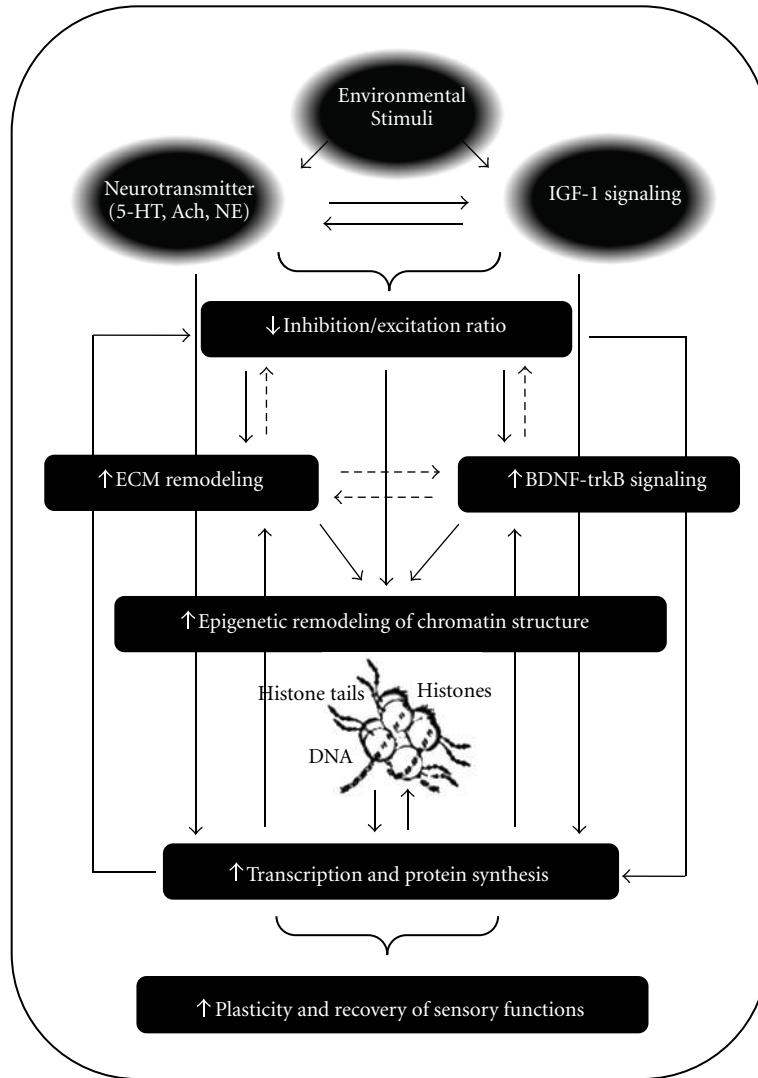 Environmental
Stimuli
Neurotransmitter
(5-HT, Ach, NE)
IGF-1 signaling
↓ Inhibition/excitation ratio
↑ ECM remodeling
↑ BDNF-trkB signaling
↑ Epigenetic remodeling of chromatin structure
Histone tails
Histones
DNA
↑ Transcription and protein synthesis
↑ Plasticity and recovery of sensory functions